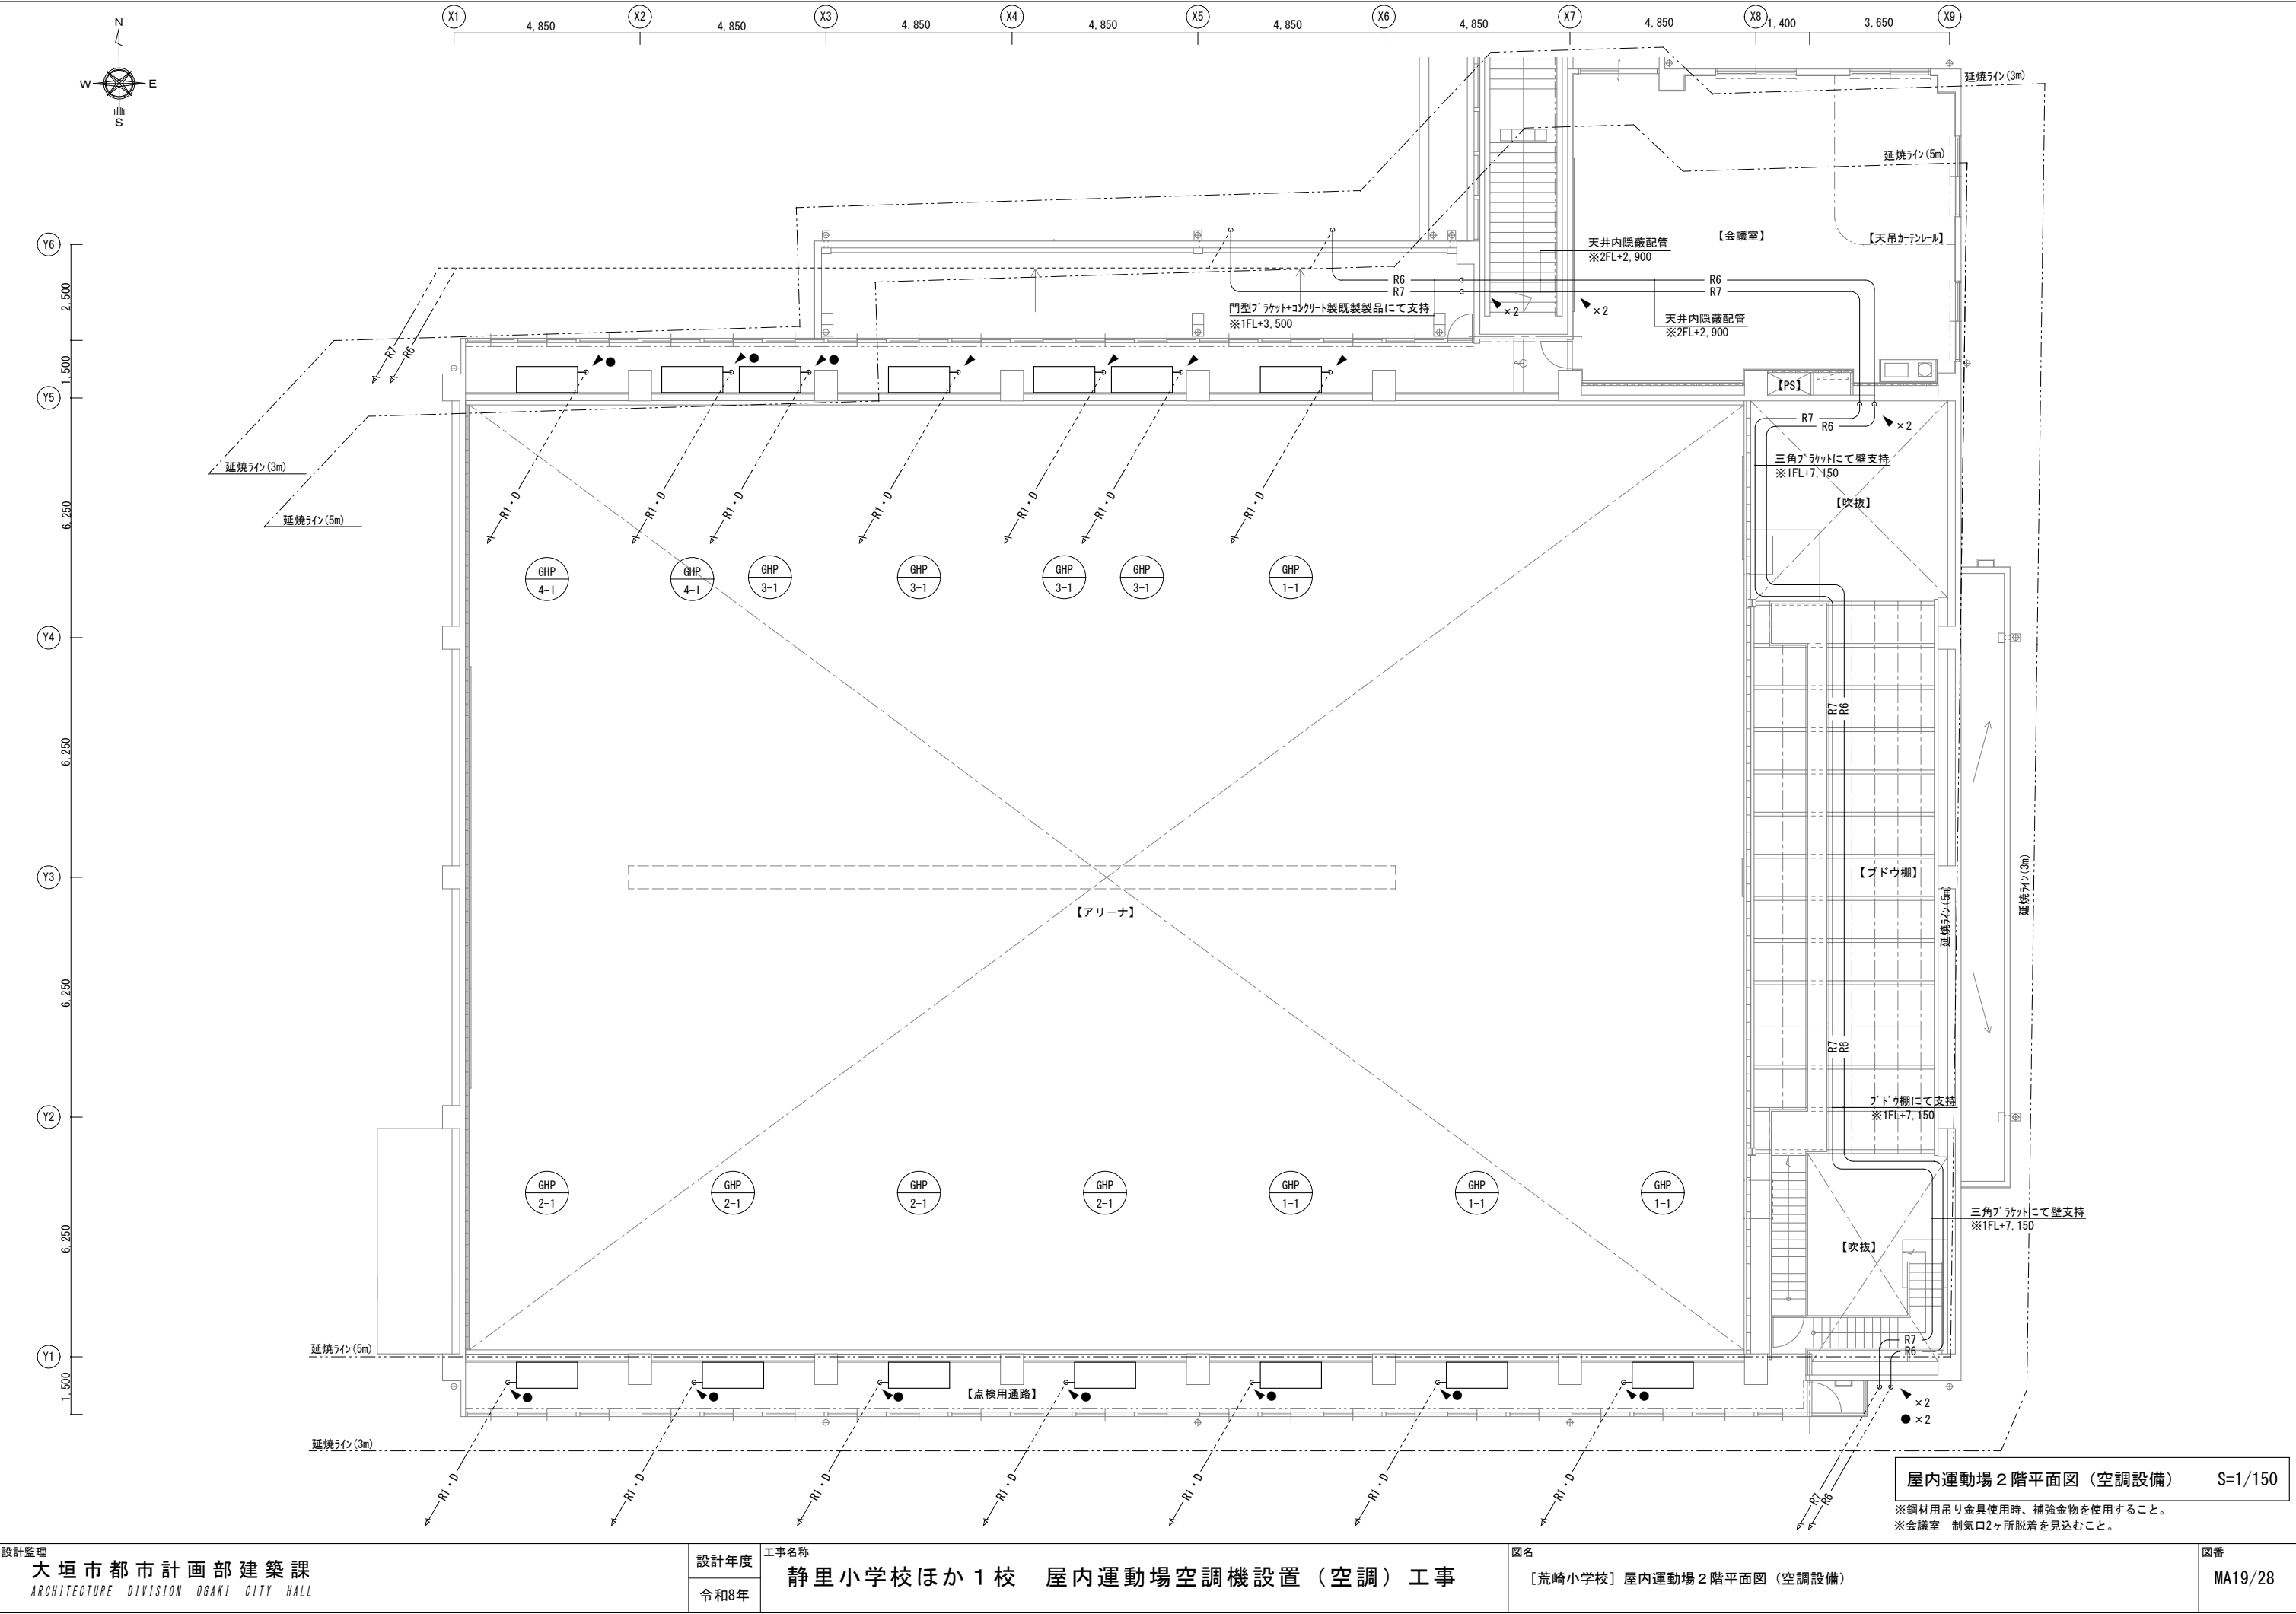 X1 X2 X3 X4 X5 X6 X7 X8 X9
4,850 4,850 4,850 4,850 4,850 4,850 4,850 1,400 3,650
N
W E
S
延焼ライン(3m)
延焼ライン(5m)
【会議室】
【天吊カーテンレール】
天井内隠蔽配管
※2FL+2,900
R6 R6
R7 R7
門型ブラケット+コンクリート製既製製品にて支持
※1FL+3,500
×2
×2
天井内隠蔽配管
※2FL+2,900
Y6
2,500
1,500
Y5
6,250
Y4
6,250
Y3
6,250
Y2
6,250
Y1
1,500
R7
R6
【PS】
R7
R6
×2
三角ブラケットにて壁支持
※1FL+7,150
【吹抜】
延焼ライン(3m)
延焼ライン(5m)
R1・D R1・D R1・D R1・D R1・D R1・D R1・D
GHP 4-1
GHP 4-1
GHP 3-1
GHP 3-1
GHP 3-1
GHP 3-1
GHP 1-1
R7
R6
【ブドウ棚】
【アリーナ】
延焼ライン(5m)
延焼ライン(3m)
R7
R6
ブドウ棚にて支持
※1FL+7,150
GHP 2-1
GHP 2-1
GHP 2-1
GHP 2-1
GHP 1-1
GHP 1-1
GHP 1-1
三角ブラケットにて壁支持
※1FL+7,150
【吹抜】
R7
R6
延焼ライン(5m)
【点検用通路】
×2
×2
延焼ライン(3m)
R1・D R1・D R1・D R1・D R1・D R1・D R1・D
R7
R6
屋内運動場2階平面図(空調設備) S=1/150
※鋼材用吊り金具使用時、補強金物を使用すること。
※会議室 制気口2ヶ所脱着を見込むこと。
設計監理
大垣市都市計画部建築課
ARCHITECTURE DIVISION OGAKI CITY HALL
設計年度
令和8年
工事名称
静里小学校ほか1校 屋内運動場空調機設置(空調)工事
図名
[荒崎小学校]屋内運動場2階平面図(空調設備)
図番
MA19/28